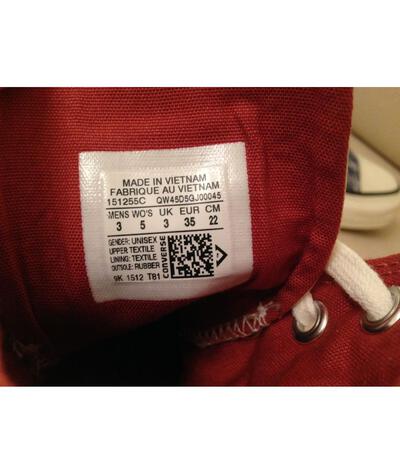 MADE IN VIETNAM
FABRIQUE AU VIETNAM
151255C QW45D5GJ00045
MENS WO'S UK EUR CM
3 5 3 35 22
GENDER: UNISEX
UPPER: TEXTILE
LINING: TEXTILE
OUTSOLE: RUBBER
9K 1512 T81
CONVERSE